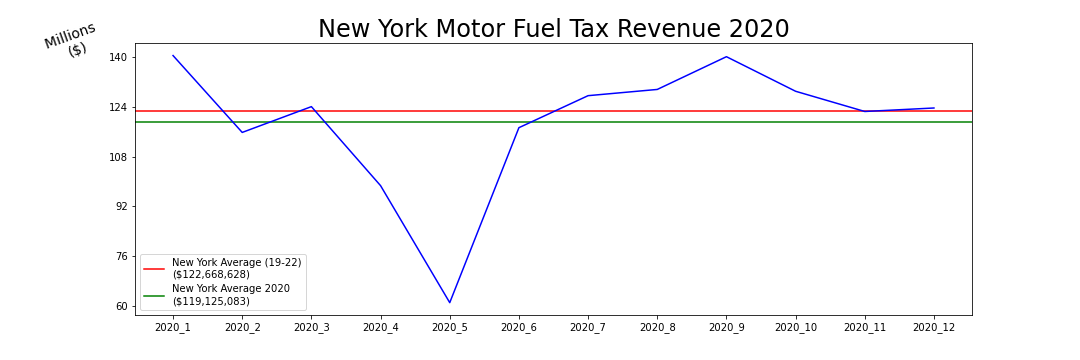 New York Motor Fuel Tax Revenue 2020
Millions
($)
140
124
108
92
76
60
New York Average (19-22)
($122,668,628)
New York Average 2020
($119,125,083)
2020_1 2020_2 2020_3 2020_4 2020_5 2020_6 2020_7 2020_8 2020_9 2020_10 2020_11 2020_12